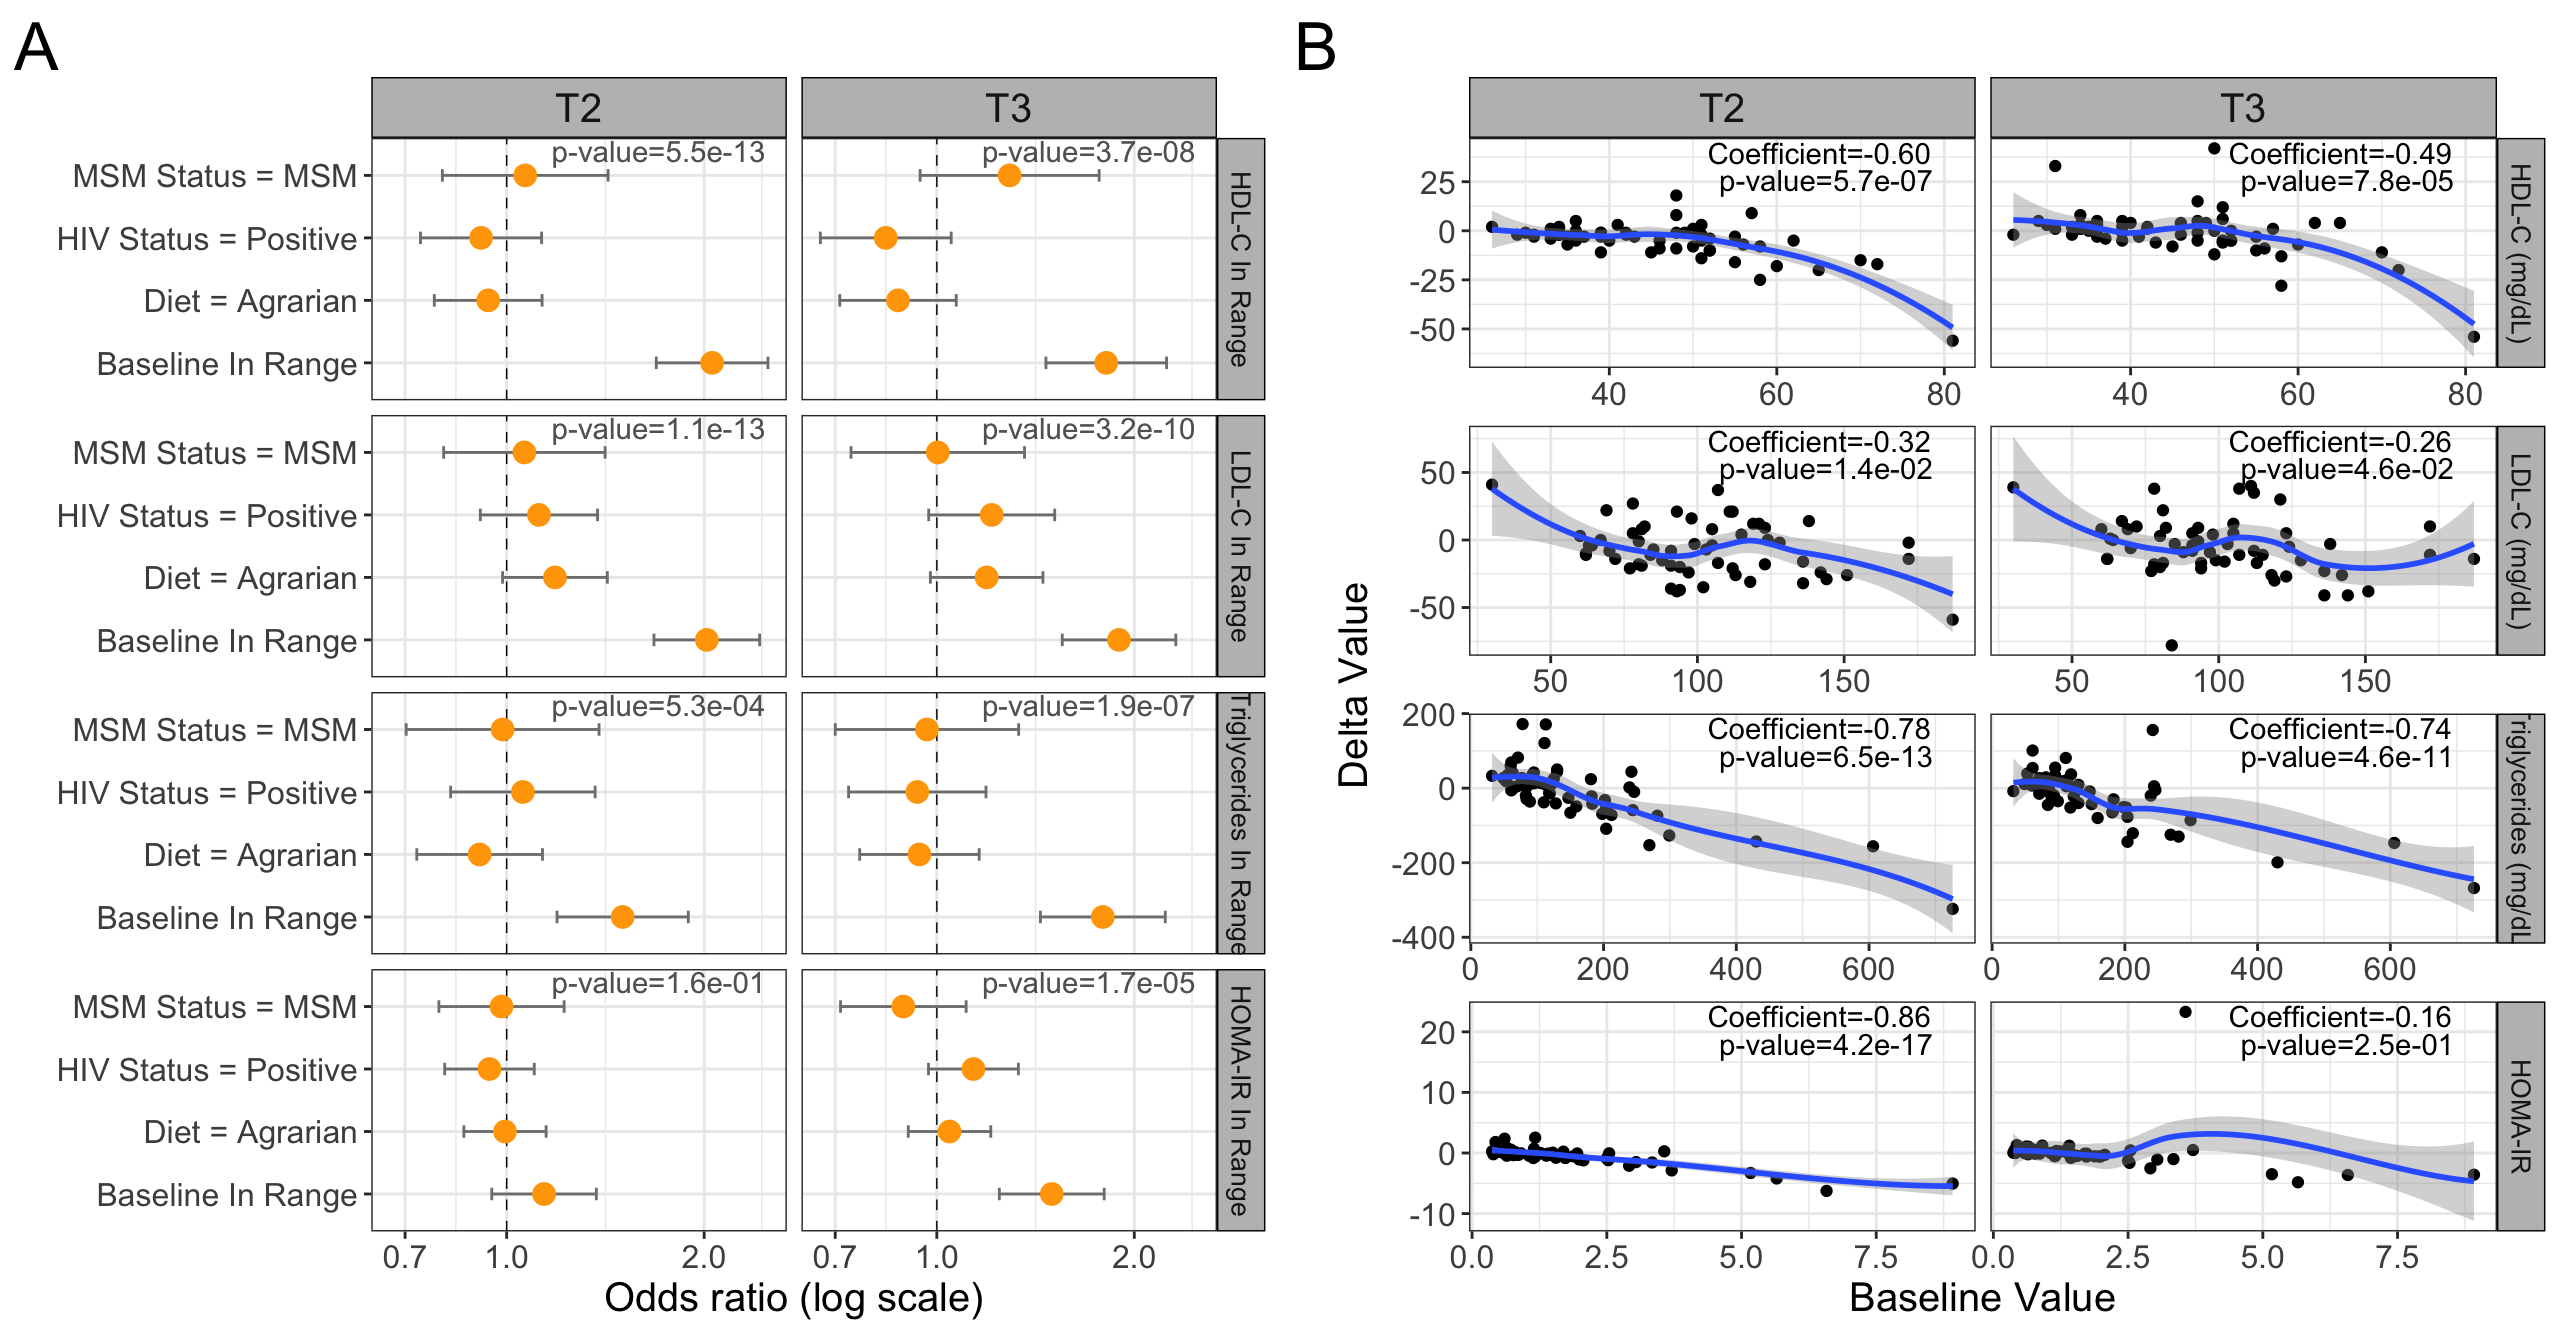 A
T2
T3
MSM Status = MSM
HIV Status = Positive
Diet = Agrarian
Baseline In Range
p-value=5.5e-13
p-value=3.7e-08
HDL-C In Range
MSM Status = MSM
HIV Status = Positive
Diet = Agrarian
Baseline In Range
p-value=1.1e-13
p-value=3.2e-10
LDL-C In Range
MSM Status = MSM
HIV Status = Positive
Diet = Agrarian
Baseline In Range
p-value=5.3e-04
p-value=1.9e-07
Triglycerides In Range
MSM Status = MSM
HIV Status = Positive
Diet = Agrarian
Baseline In Range
p-value=1.6e-01
p-value=1.7e-05
HOMA-IR In Range
0.7 1.0 2.0
0.7 1.0 2.0
Odds ratio (log scale)
B
T2
T3
Delta Value
25
0
-25
-50
Coefficient=-0.60
p-value=5.7e-07
Coefficient=-0.49
p-value=7.8e-05
HDL-C (mg/dL)
40 60 80
40 60 80
50
0
-50
Coefficient=-0.32
p-value=1.4e-02
Coefficient=-0.26
p-value=4.6e-02
LDL-C (mg/dL)
50 100 150
50 100 150
200
0
-200
-400
Coefficient=-0.78
p-value=6.5e-13
Coefficient=-0.74
p-value=4.6e-11
riglycerides (mg/dL
0 200 400 600
0 200 400 600
20
10
0
-10
Coefficient=-0.86
p-value=4.2e-17
Coefficient=-0.16
p-value=2.5e-01
HOMA-IR
0.0 2.5 5.0 7.5
0.0 2.5 5.0 7.5
Baseline Value